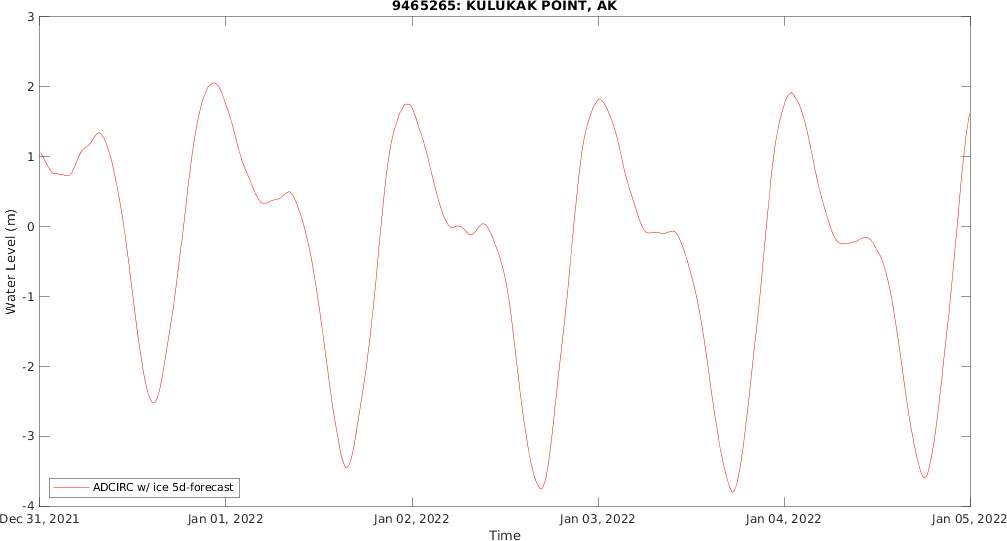 9465265: KULUKAK POINT, AK
3
2
1
0
-1
-2
-3
-4
Water Level (m)
ADCIRC w/ ice 5d-forecast
Dec 31, 2021 Jan 01, 2022 Jan 02, 2022 Jan 03, 2022 Jan 04, 2022 Jan 05, 2022
Time